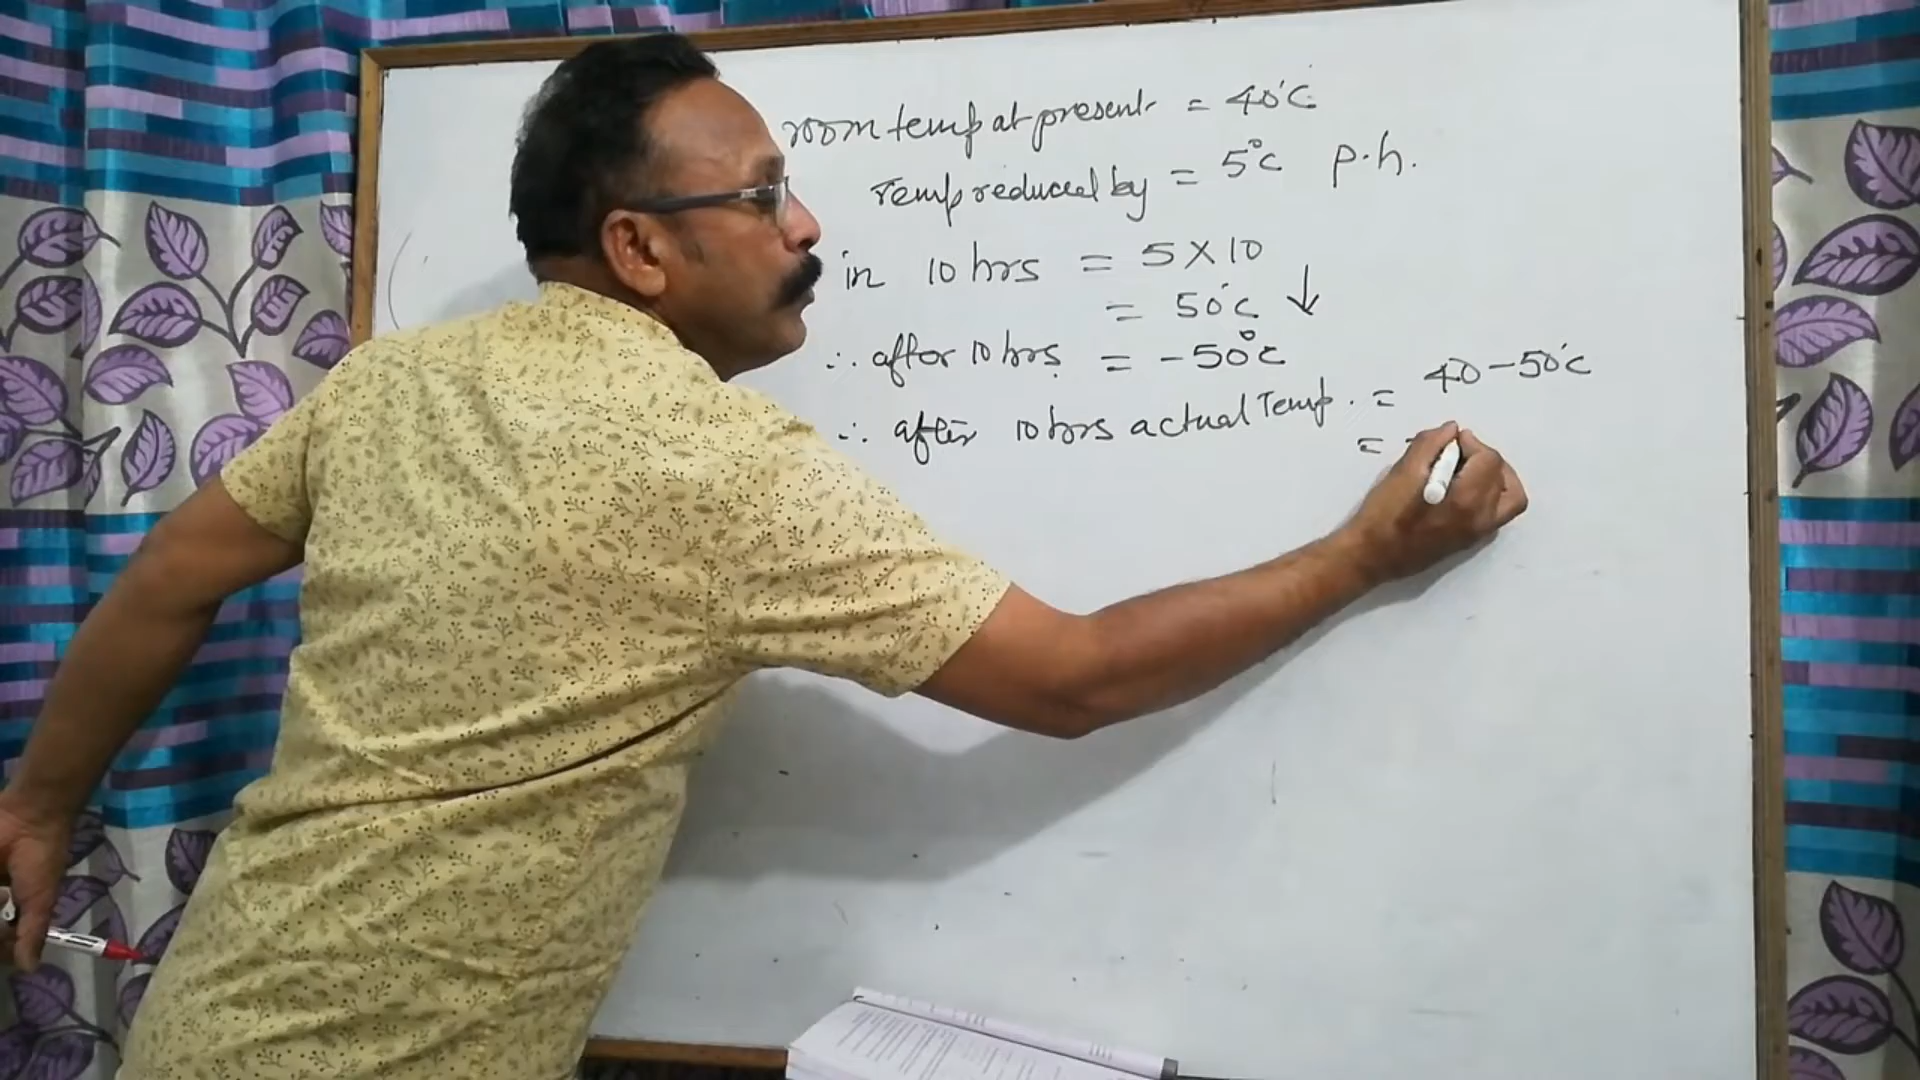 room temp at present = 40°C
Temp reduced by = 5°C p.h.
in 10 hrs = 5 X 10
= 50°C ↓
∴ after 10 hrs = -50°C
∴ after 10 hrs actual Temp. = 40-50°C
=